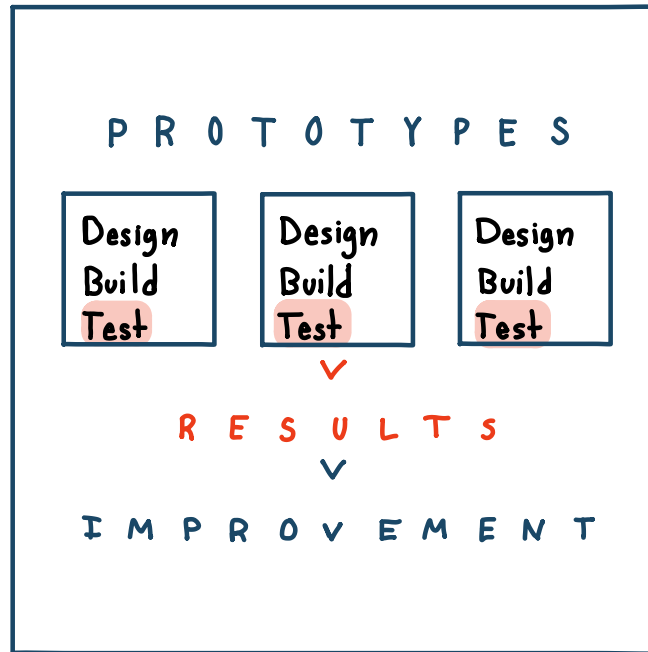 PROTOTYPES
Design
Build
Test
Design
Build
Test
Design
Build
Test
RESULTS
IMPROVEMENT